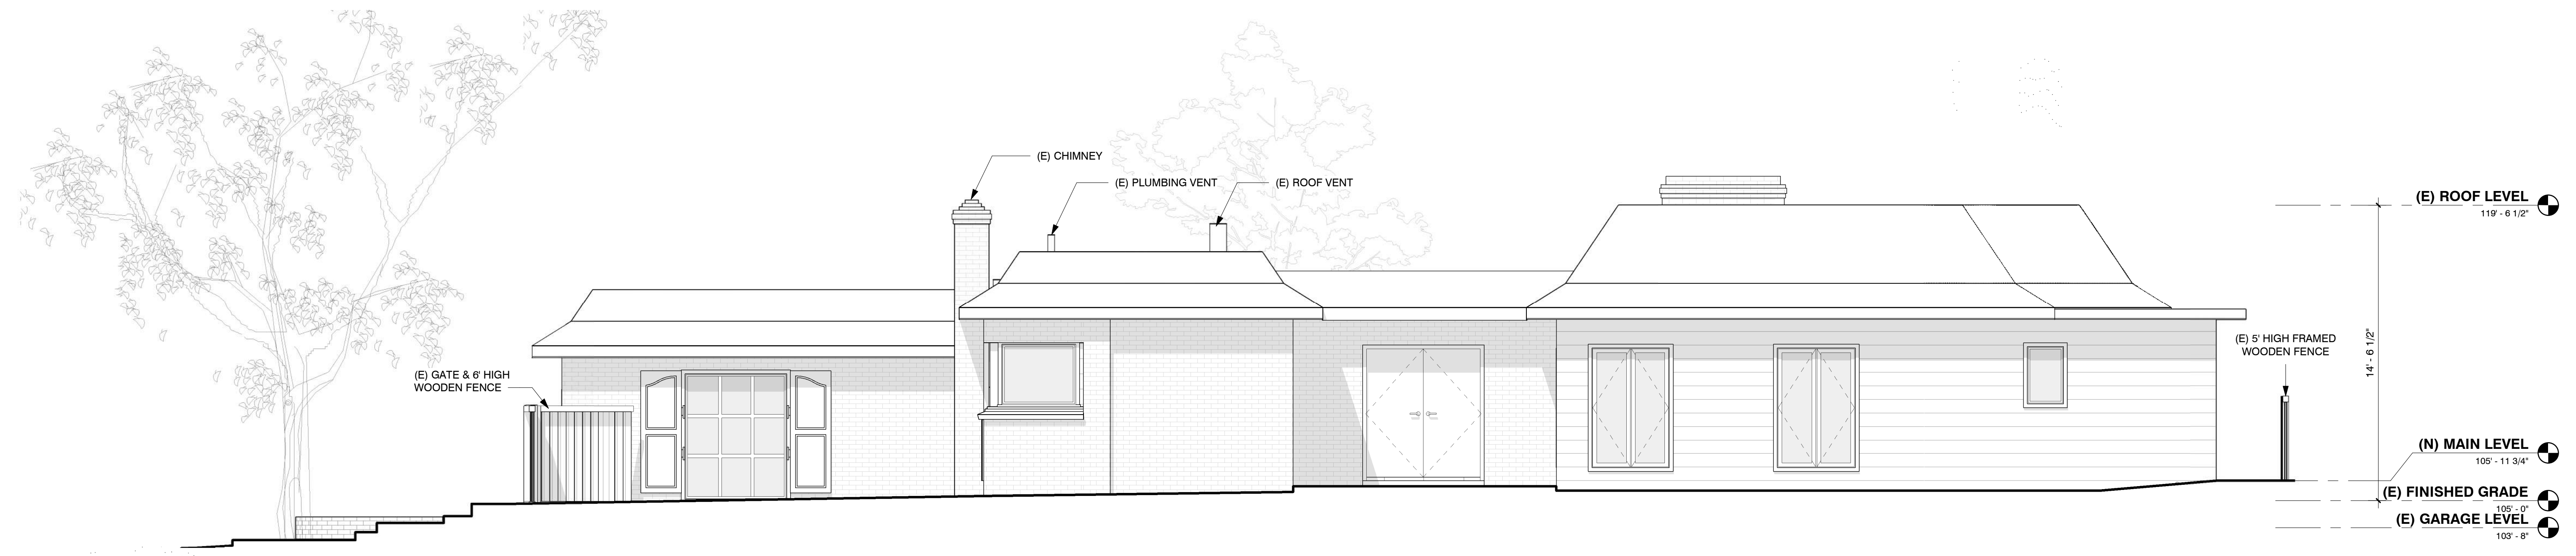 (E) CHIMNEY
(E) PLUMBING VENT
(E) ROOF VENT
(E) ROOF LEVEL
119' - 6 1/2"
(E) 5' HIGH FRAMED
WOODEN FENCE
14' - 6 1/2"
(E) GATE & 6' HIGH
WOODEN FENCE
(N) MAIN LEVEL
105' - 11 3/4"
(E) FINISHED GRADE
105' - 0"
(E) GARAGE LEVEL
103' - 8"